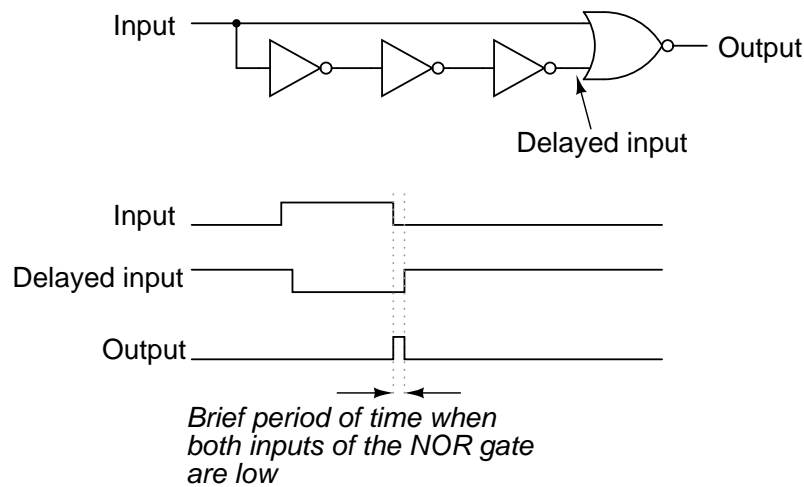 Input
Output
Delayed input
Input
Delayed input
Output
Brief period of time when
both inputs of the NOR gate
are low